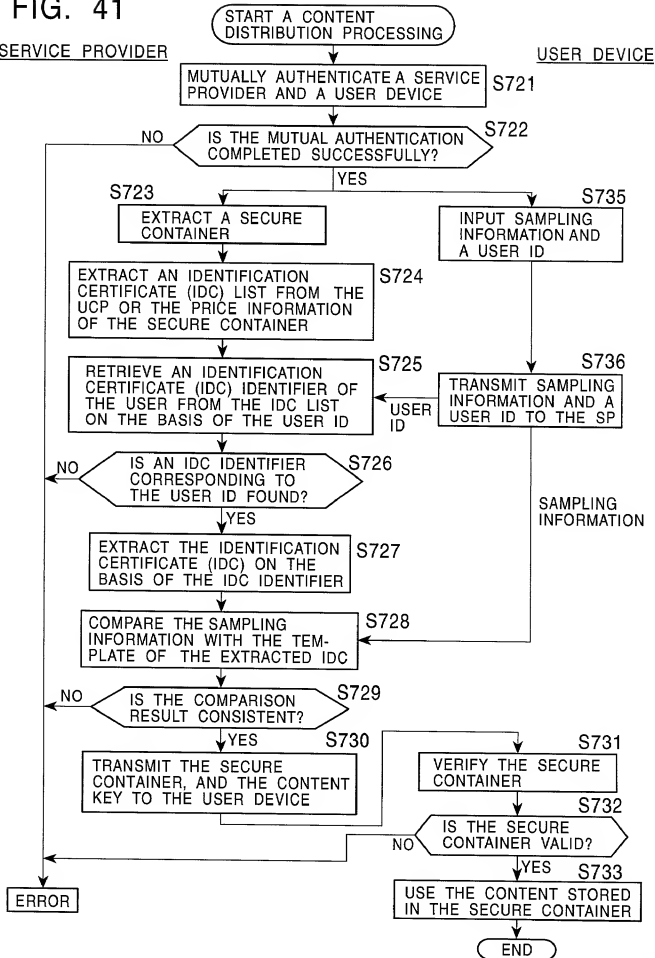 FIG. 41
START A CONTENT
DISTRIBUTION PROCESSING
SERVICE PROVIDER
USER DEVICE
MUTUALLY AUTHENTICATE A SERVICE
PROVIDER AND A USER DEVICE
S721
S722
NO
IS THE MUTUAL AUTHENTICATION
COMPLETED SUCCESSFULLY?
YES
S723
EXTRACT A SECURE
CONTAINER
S735
INPUT SAMPLING
INFORMATION AND
A USER ID
S724
EXTRACT AN IDENTIFICATION
CERTIFICATE (IDC) LIST FROM THE
UCP OR THE PRICE INFORMATION
OF THE SECURE CONTAINER
S725
RETRIEVE AN IDENTIFICATION
CERTIFICATE (IDC) IDENTIFIER OF
THE USER FROM THE IDC LIST
ON THE BASIS OF THE USER ID
USER
ID
S736
TRANSMIT SAMPLING
INFORMATION AND A
USER ID TO THE SP
S726
NO
IS AN IDC IDENTIFIER
CORRESPONDING TO
THE USER ID FOUND?
YES
SAMPLING
INFORMATION
S727
EXTRACT THE IDENTIFICATION
CERTIFICATE (IDC) ON THE
BASIS OF THE IDC IDENTIFIER
S728
COMPARE THE SAMPLING
INFORMATION WITH THE TEM-
PLATE OF THE EXTRACTED IDC
S729
NO
IS THE COMPARISON
RESULT CONSISTENT?
YES
S730
TRANSMIT THE SECURE
CONTAINER, AND THE CONTENT
KEY TO THE USER DEVICE
S731
VERIFY THE SECURE
CONTAINER
S732
IS THE SECURE
CONTAINER VALID?
NO
YES
S733
USE THE CONTENT STORED
IN THE SECURE CONTAINER
ERROR
END